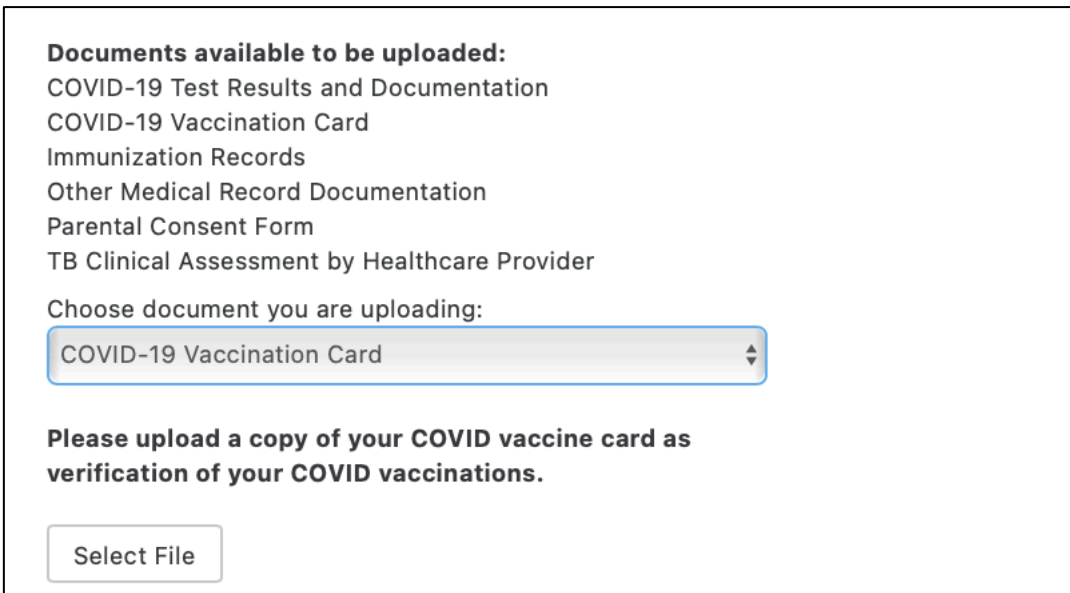 Documents available to be uploaded:
COVID-19 Test Results and Documentation
COVID-19 Vaccination Card
Immunization Records
Other Medical Record Documentation
Parental Consent Form
TB Clinical Assessment by Healthcare Provider
Choose document you are uploading:
COVID-19 Vaccination Card
Please upload a copy of your COVID vaccine card as
verification of your COVID vaccinations.
Select File